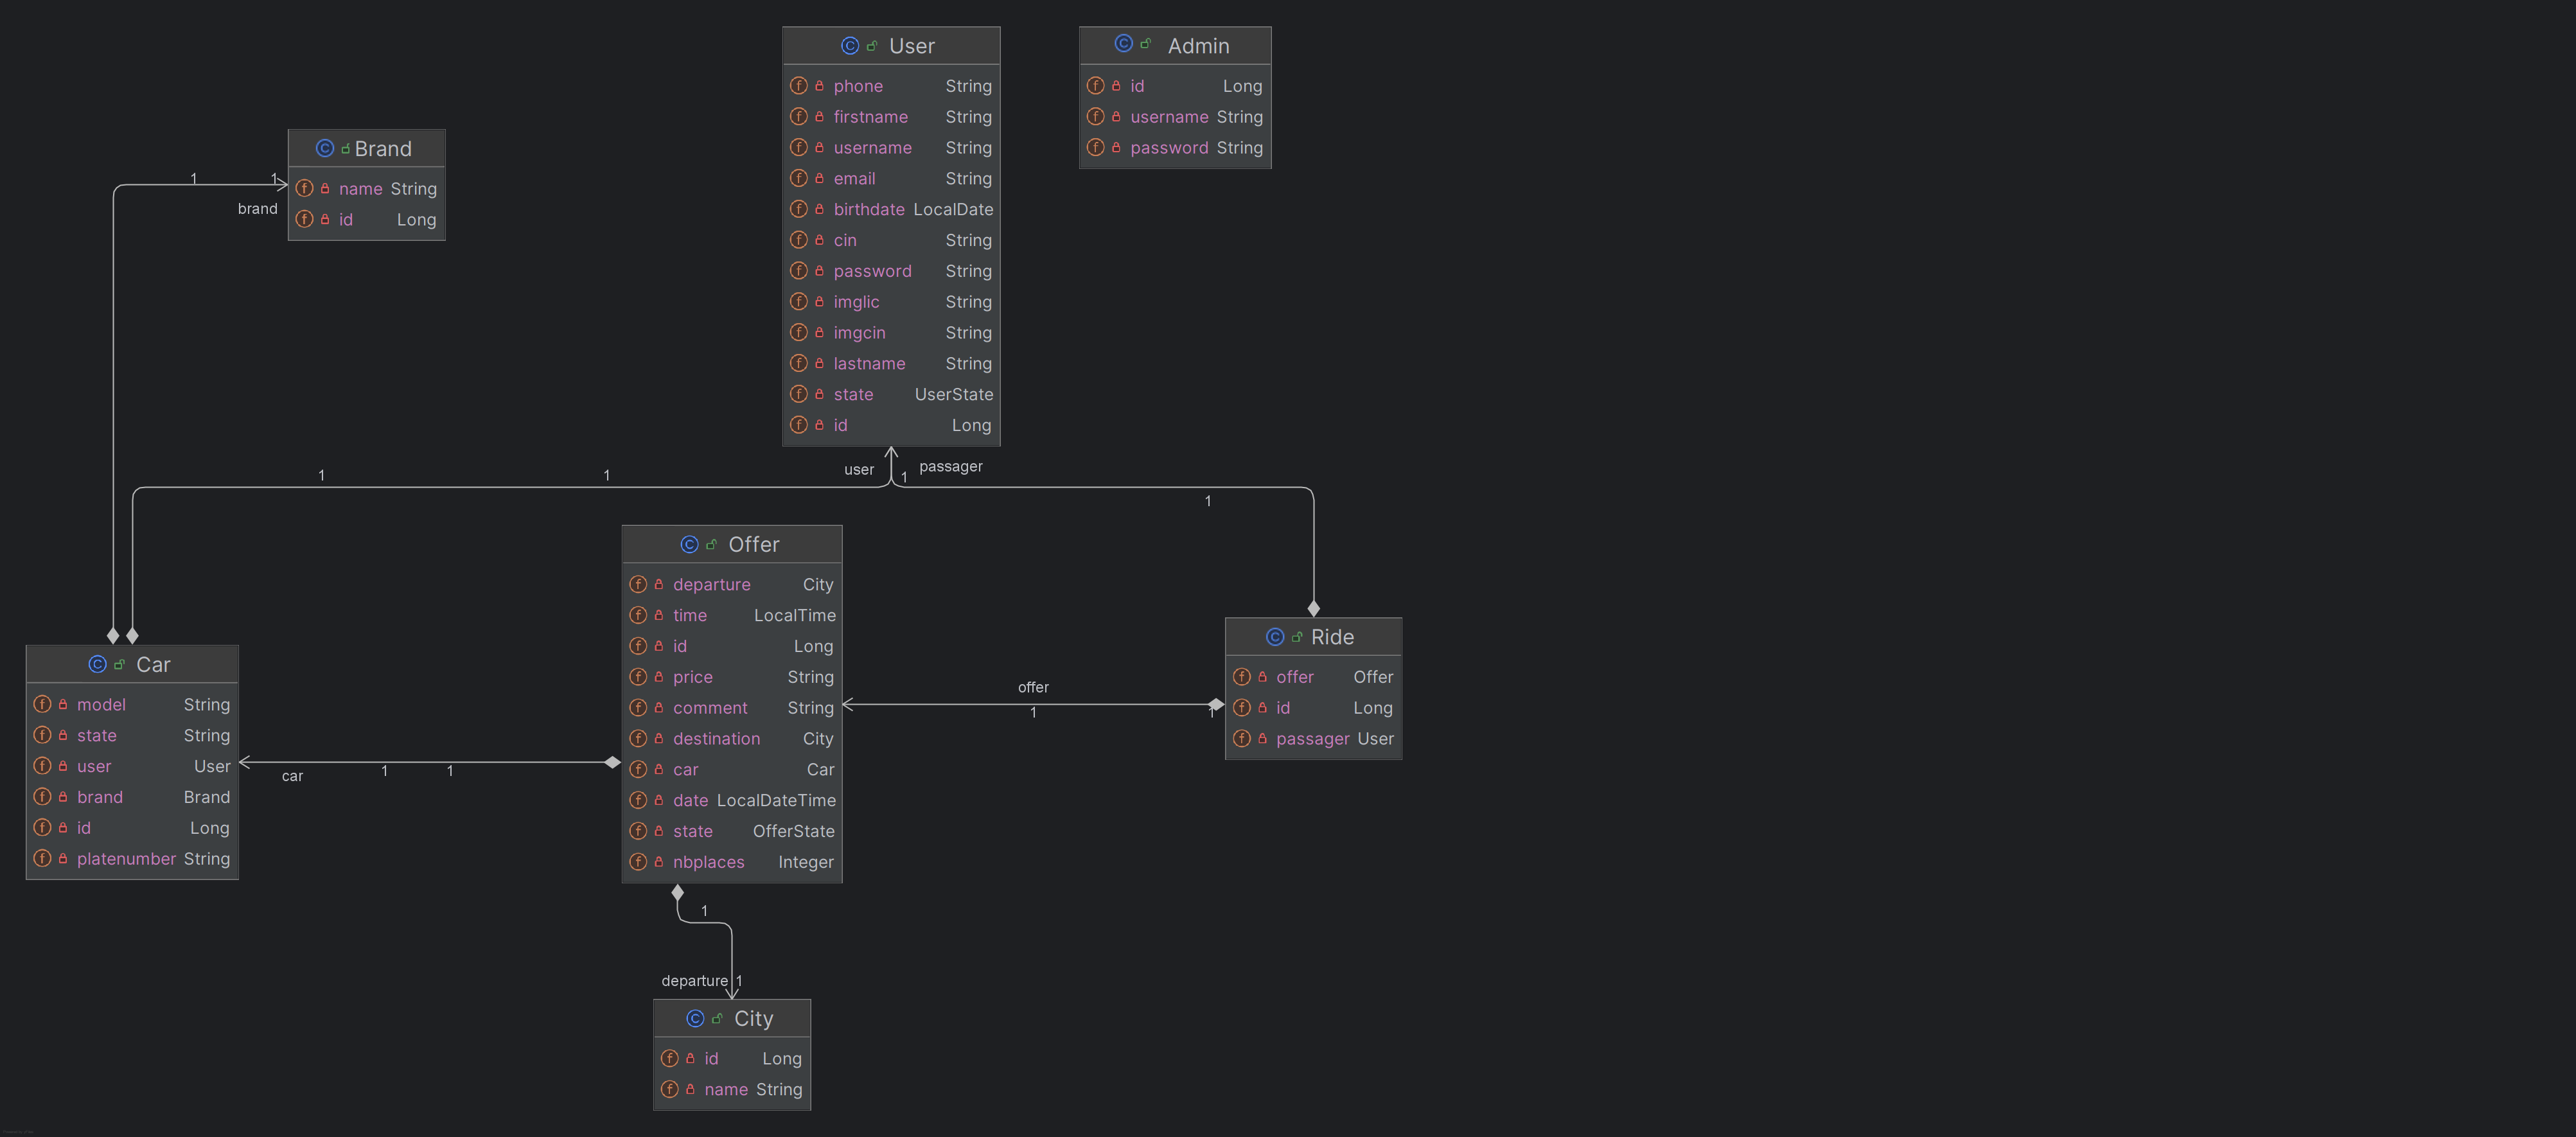 User
phone String
firstname String
username String
email String
birthdate LocalDate
cin String
password String
imglic String
imgcin String
lastname String
state UserState
id Long
Admin
id Long
username String
password String
Brand
name String
id Long
1 1
brand
1 1 user 1 passager
1
Offer
departure City
time LocalTime
id Long
price String
comment String
destination City
car Car
date LocalDateTime
state OfferState
nbplaces Integer
Ride
offer Offer
id Long
passager User
offer
1 1
Car
model String
state String
user User
brand Brand
id Long
platenumber String
car 1 1
1
departure 1
City
id Long
name String